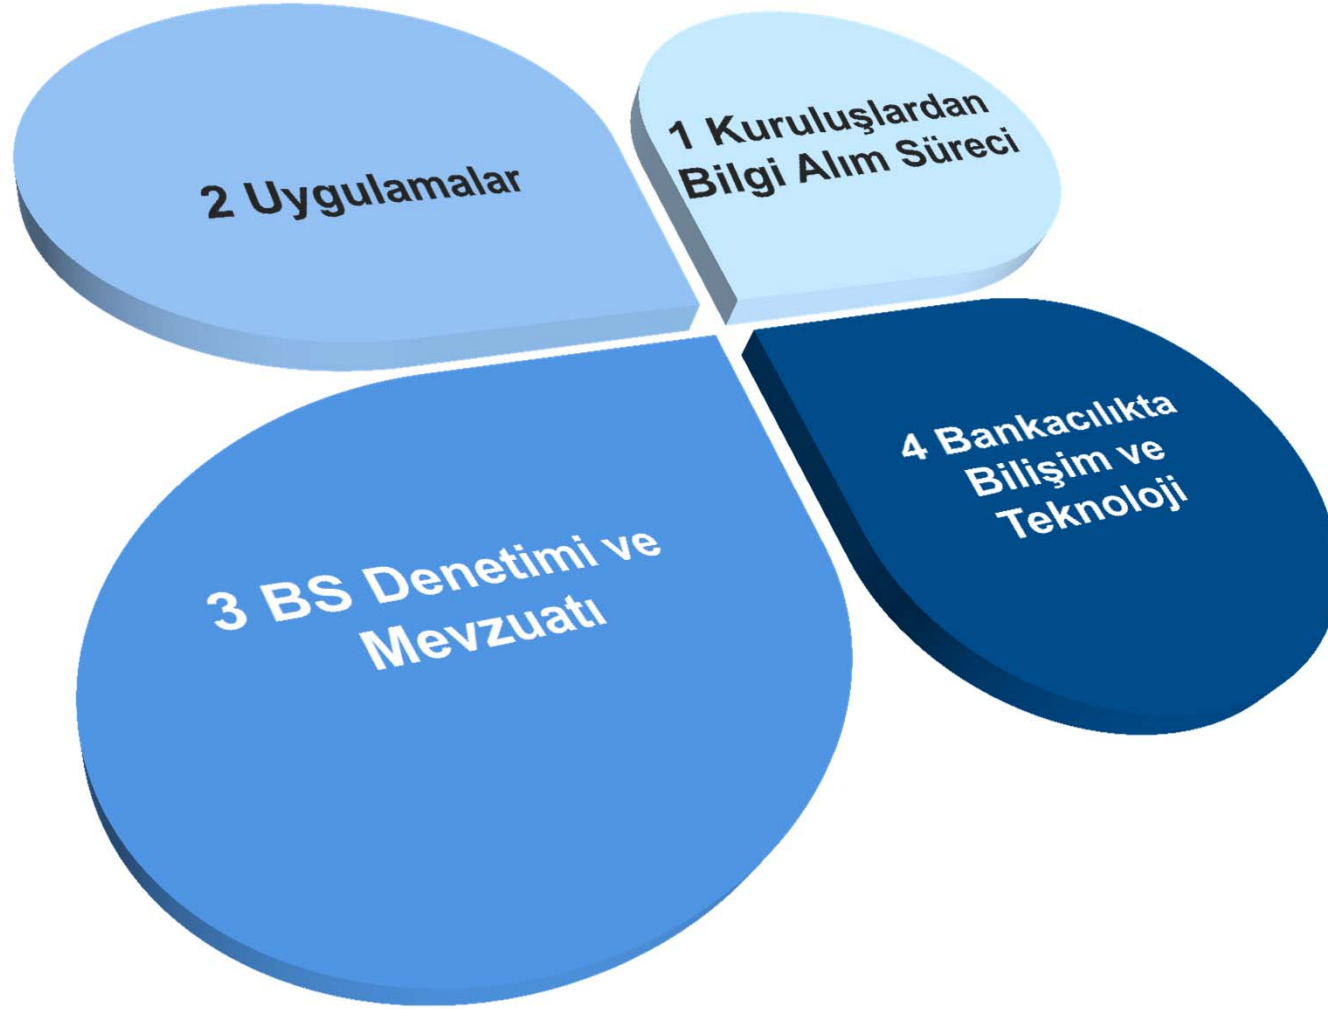 1 Kuruluşlardan
Bilgi Alım Süreci
2 Uygulamalar
3 BS Denetimi ve
Mevzuatı
4 Bankacılıkta
Bilişim ve
Teknoloji